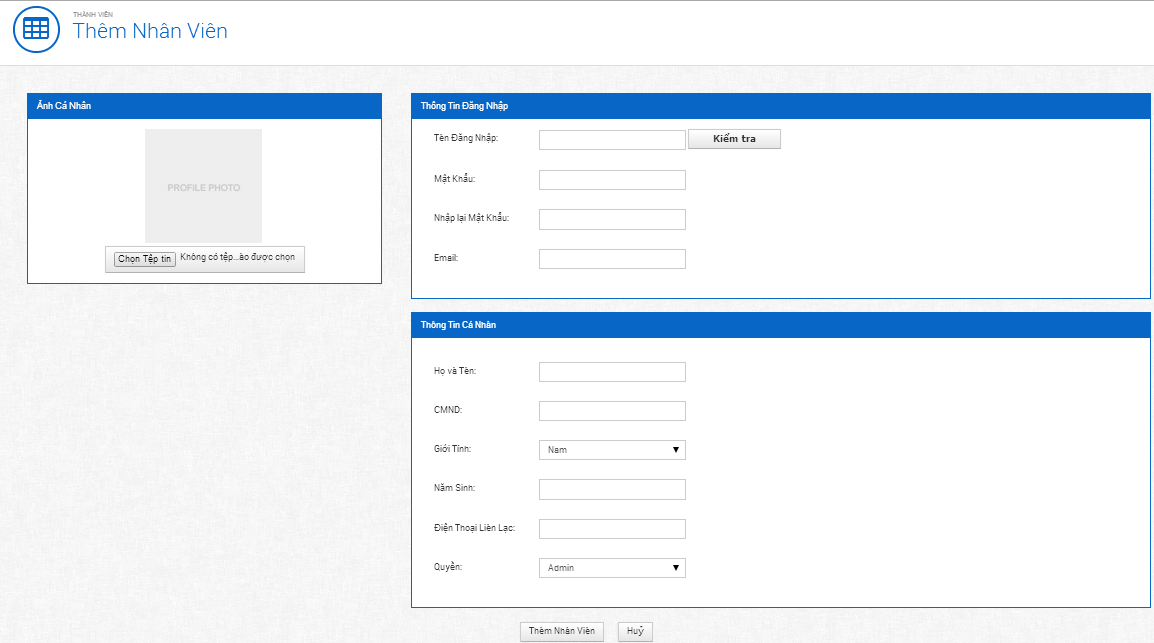 THÀNH VIÊN
Thêm Nhân Viên
Ảnh Cá Nhân
PROFILE PHOTO
Chọn Tệp tin Không có tệp...ào được chọn
Thông Tin Đăng Nhập
Tên Đăng Nhập: Kiểm tra
Mật Khẩu:
Nhập lại Mật Khẩu:
Email:
Thông Tin Cá Nhân
Họ và Tên:
CMND:
Giới Tính: Nam
Năm Sinh:
Điện Thoại Liên Lạc:
Quyền: Admin
Thêm Nhân Viên Huỷ